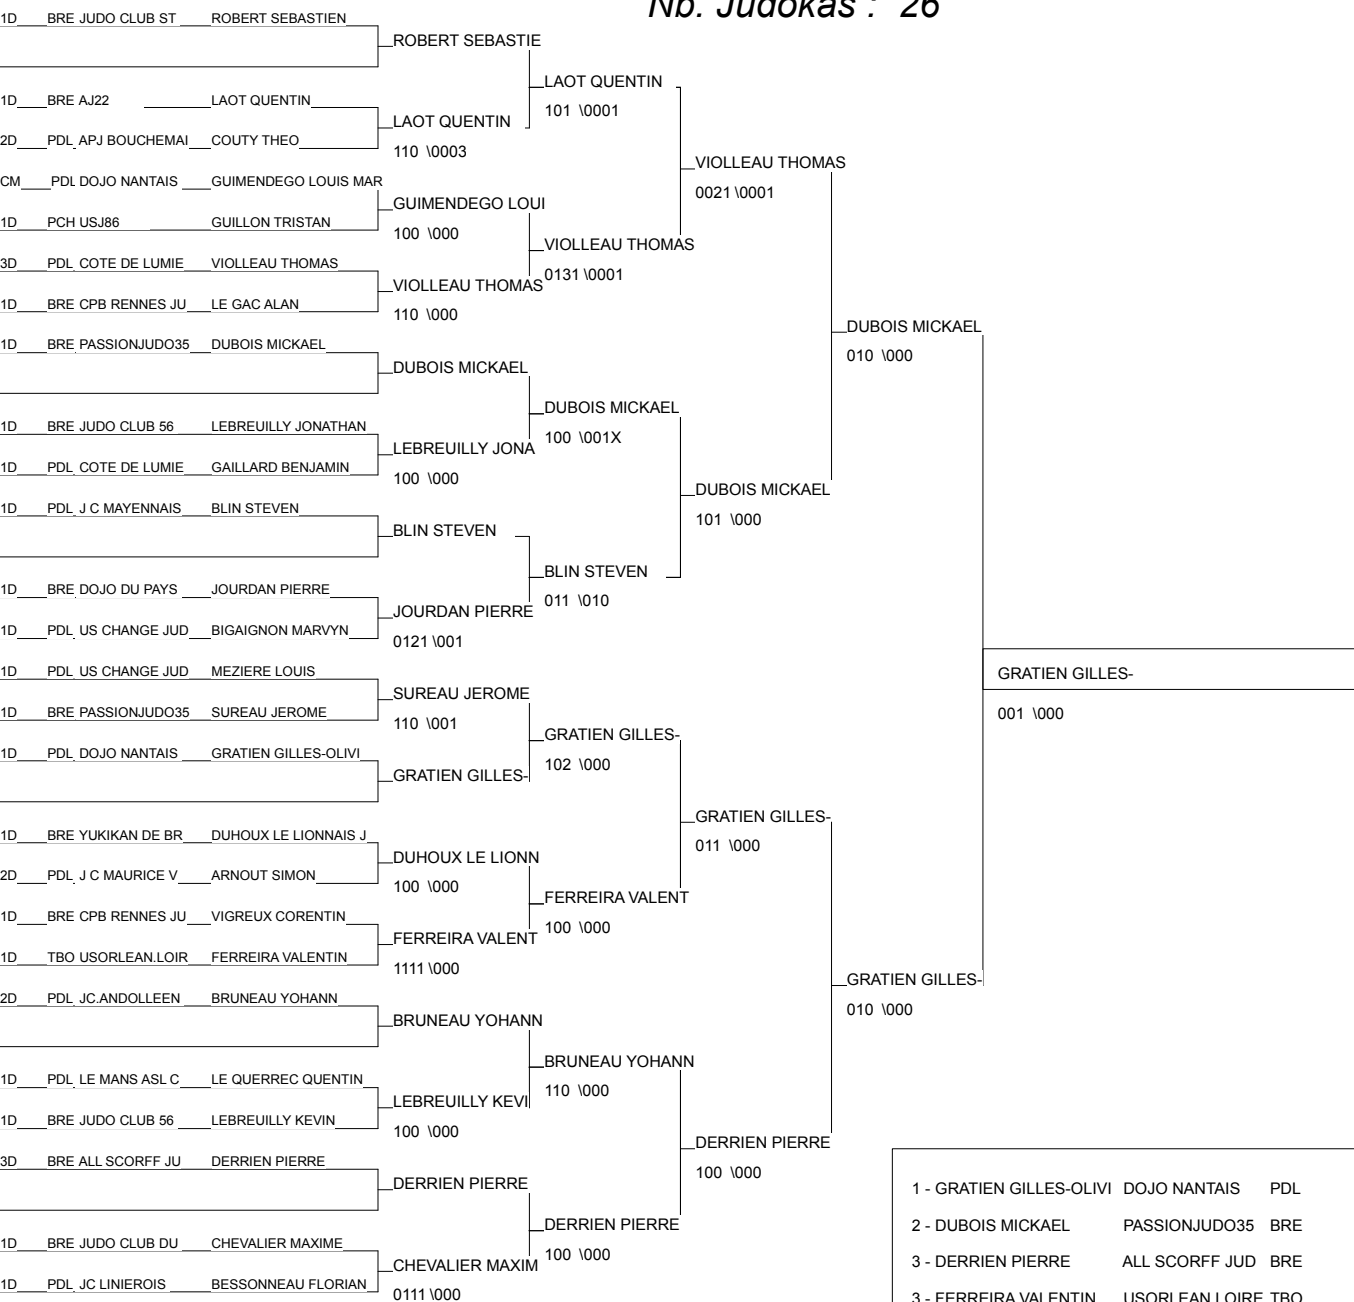 Nb. Judokas : 26
1D BRE JUDO CLUB ST ROBERT SEBASTIEN
ROBERT SEBASTIE
LAOT QUENTIN
101 \0001
1D BRE AJ22 LAOT QUENTIN
LAOT QUENTIN
110 \0003
2D PDL APJ BOUCHEMAI COUTY THEO
VIOLLEAU THOMAS
0021 \0001
CM PDL DOJO NANTAIS GUIMENDEGO LOUIS MAR
GUIMENDEGO LOUI
100 \000
1D PCH USJ86 GUILLON TRISTAN
VIOLLEAU THOMAS
0131 \0001
3D PDL COTE DE LUMIE VIOLLEAU THOMAS
VIOLLEAU THOMAS
110 \000
1D BRE CPB RENNES JU LE GAC ALAN
DUBOIS MICKAEL
010 \000
1D BRE PASSIONJUDO35 DUBOIS MICKAEL
DUBOIS MICKAEL
DUBOIS MICKAEL
100 \001X
1D BRE JUDO CLUB 56 LEBREUILLY JONATHAN
LEBREUILLY JONA
100 \000
1D PDL COTE DE LUMIE GAILLARD BENJAMIN
DUBOIS MICKAEL
101 \000
1D PDL J C MAYENNAIS BLIN STEVEN
BLIN STEVEN
BLIN STEVEN
011 \010
1D BRE DOJO DU PAYS JOURDAN PIERRE
JOURDAN PIERRE
0121 \001
1D PDL US CHANGE JUD BIGAIGNON MARVYN
1D PDL US CHANGE JUD MEZIERE LOUIS
GRATIEN GILLES-
001 \000
SUREAU JEROME
110 \001
1D BRE PASSIONJUDO35 SUREAU JEROME
GRATIEN GILLES-
102 \000
1D PDL DOJO NANTAIS GRATIEN GILLES-OLIVI
GRATIEN GILLES-
GRATIEN GILLES-
011 \000
1D BRE YUKIKAN DE BR DUHOUX LE LIONNAIS J
DUHOUX LE LIONN
100 \000
2D PDL J C MAURICE V ARNOUT SIMON
FERREIRA VALENT
100 \000
1D BRE CPB RENNES JU VIGREUX CORENTIN
FERREIRA VALENT
1111 \000
1D TBO USORLEAN.LOIR FERREIRA VALENTIN
GRATIEN GILLES-
010 \000
2D PDL JC.ANDOLLEEN BRUNEAU YOHANN
BRUNEAU YOHANN
BRUNEAU YOHANN
110 \000
1D PDL LE MANS ASL C LE QUERREC QUENTIN
LEBREUILLY KEVI
100 \000
1D BRE JUDO CLUB 56 LEBREUILLY KEVIN
DERRIEN PIERRE
100 \000
3D BRE ALL SCORFF JU DERRIEN PIERRE
DERRIEN PIERRE
DERRIEN PIERRE
100 \000
1D BRE JUDO CLUB DU CHEVALIER MAXIME
CHEVALIER MAXIM
0111 \000
1D PDL JC LINIEROIS BESSONNEAU FLORIAN
1 - GRATIEN GILLES-OLIVI DOJO NANTAIS PDL
2 - DUBOIS MICKAEL PASSIONJUDO35 BRE
3 - DERRIEN PIERRE ALL SCORFF JUD BRE
3 - FERREIRA VALENTIN USORLEAN.LOIRE TBO